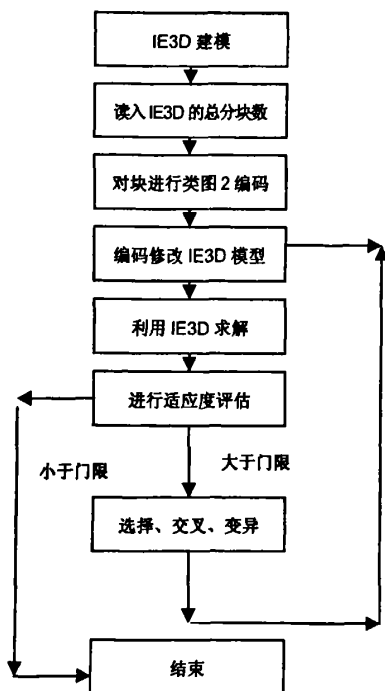 IE3D 建模
读入 IE3D 的总分块数
对块进行类图 2 编码
编码修改 IE3D 模型
利用 IE3D 求解
进行适应度评估
小于门限
大于门限
选择、交叉、变异
结束